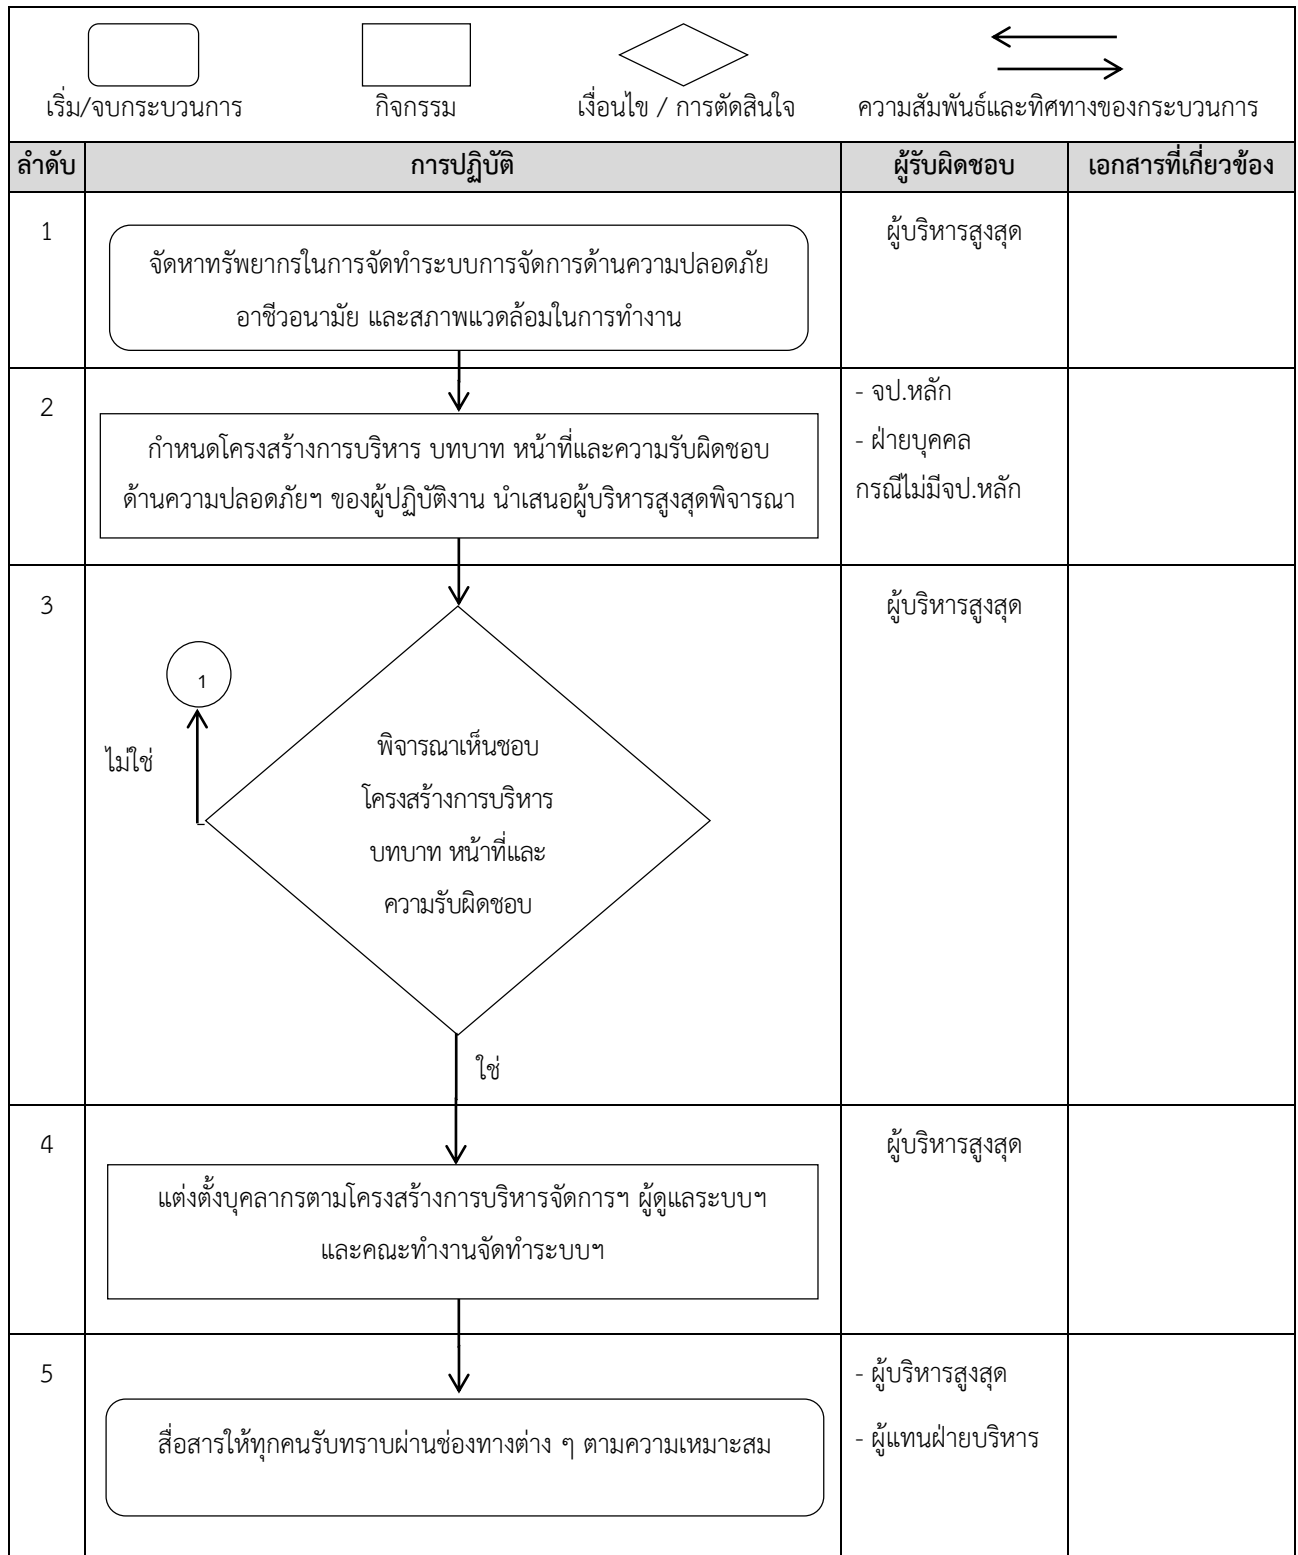 เริ่ม/จบกระบวนการ กิจกรรม เงื่อนไข / การตัดสินใจ ความสัมพันธ์และทิศทางของกระบวนการ
ลำดับ การปฏิบัติ ผู้รับผิดชอบ เอกสารที่เกี่ยวข้อง
1 ผู้บริหารสูงสุด
จัดหาทรัพยากรในการจัดทำระบบการจัดการด้านความปลอดภัย
อาชีวอนามัย และสภาพแวดล้อมในการทำงาน
2
กำหนดโครงสร้างการบริหาร บทบาท หน้าที่และความรับผิดชอบ
ด้านความปลอดภัยฯ ของผู้ปฏิบัติงาน นำเสนอผู้บริหารสูงสุดพิจารณา
- จป.หลัก
- ฝ่ายบุคคล
กรณีไม่มีจป.หลัก
3 ผู้บริหารสูงสุด
1
ไม่ใช่
พิจารณาเห็นชอบ
โครงสร้างการบริหาร
บทบาท หน้าที่และ
ความรับผิดชอบ
ใช่
4 ผู้บริหารสูงสุด
แต่งตั้งบุคลากรตามโครงสร้างการบริหารจัดการฯ ผู้ดูแลระบบฯ
และคณะทำงานจัดทำระบบฯ
5
สื่อสารให้ทุกคนรับทราบผ่านช่องทางต่าง ๆ ตามความเหมาะสม
- ผู้บริหารสูงสุด
- ผู้แทนฝ่ายบริหาร